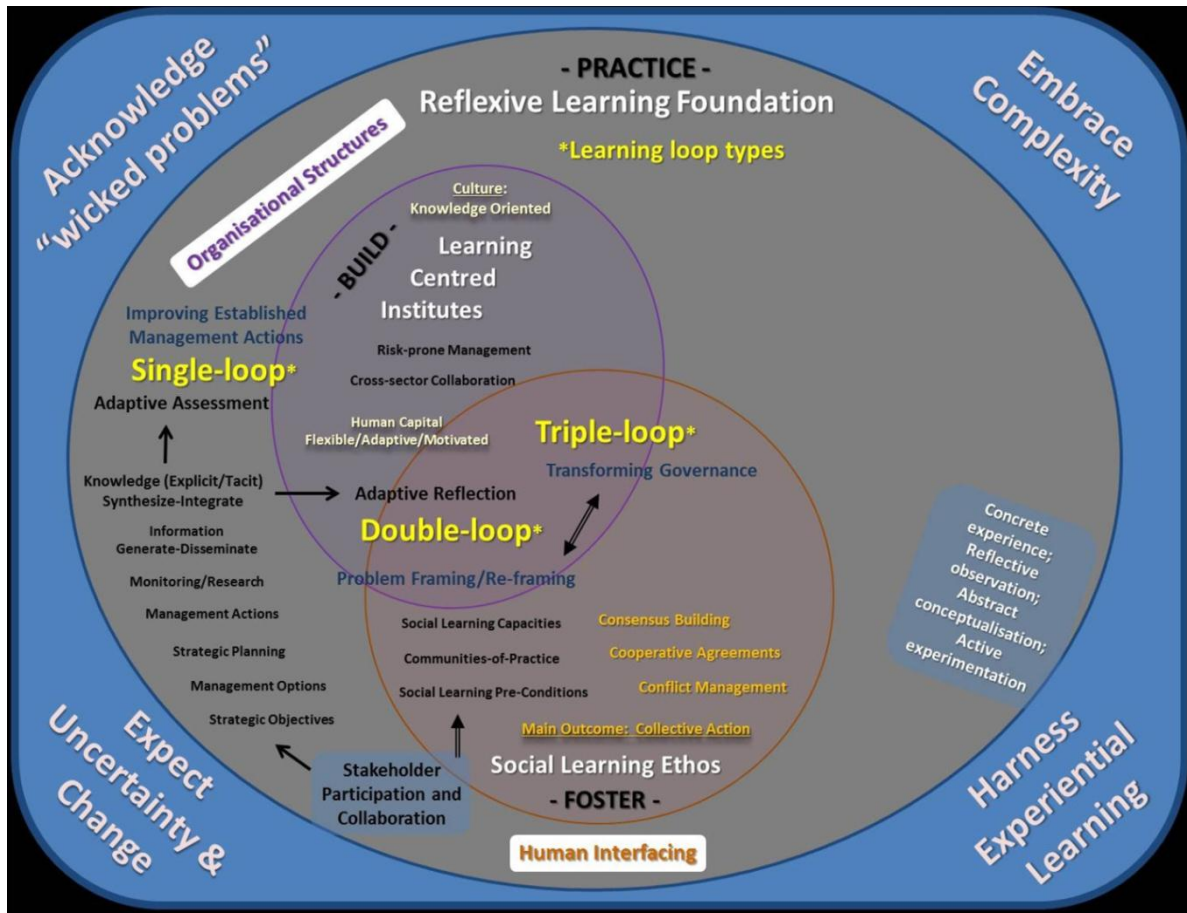 Acknowledge
“wicked problems”
Embrace
Complexity
- PRACTICE -
Reflexive Learning Foundation
*Learning loop types
Organisational Structures
Culture:
Knowledge Oriented
- BUILD -
Learning
Centred
Institutes
Risk-prone Management
Cross-sector Collaboration
Human Capital
Flexible/Adaptive/Motivated
Improving Established
Management Actions
Single-loop*
Adaptive Assessment
Knowledge (Explicit/Tacit)
Synthesize-Integrate
Information
Generate-Disseminate
Monitoring/Research
Management Actions
Strategic Planning
Management Options
Strategic Objectives
Triple-loop*
Transforming Governance
Adaptive Reflection
Double-loop*
Problem Framing/Re-framing
Social Learning Capacities
Communities-of-Practice
Social Learning Pre-Conditions
Consensus Building
Cooperative Agreements
Conflict Management
Main Outcome: Collective Action
Social Learning Ethos
- FOSTER -
Human Interfacing
Stakeholder
Participation and
Collaboration
Concrete
experience;
Reflective
observation;
Abstract
conceptualisation;
Active
experimentation
Expect
Uncertainty &
Change
Harness
Experiential
Learning